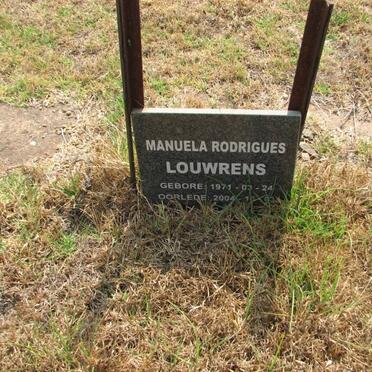 MANUELA RODRIGUES
LOUWRENS
GEBORE: 1971 - 03 - 24
OORLEDE: 2004 -